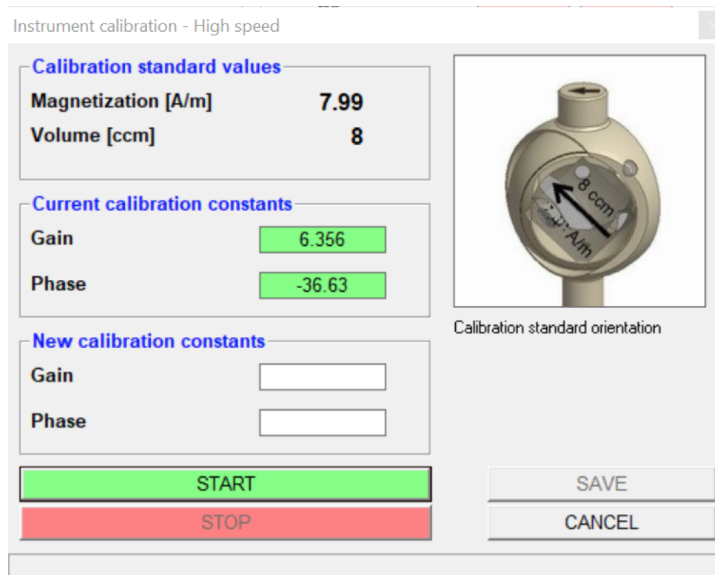 Instrument calibration - High speed
Calibration standard values
Magnetization [A/m] 7.99
Volume [ccm] 8
Current calibration constants
Gain 6.356
Phase -36.63
New calibration constants
Gain
Phase
8 ccm
A/m
Calibration standard orientation
START
SAVE
STOP
CANCEL